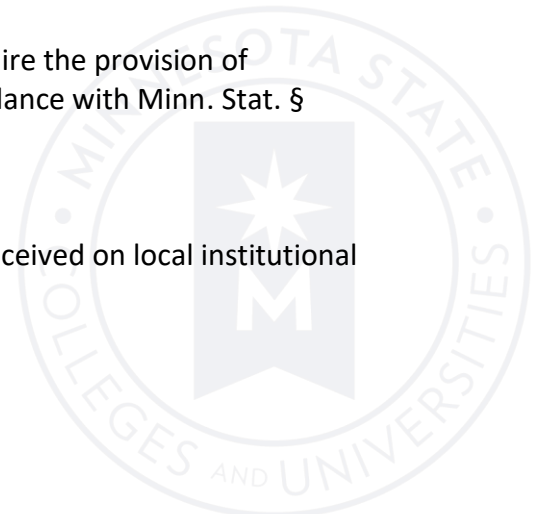 ire the provision of
lance with Minn. Stat. §
ceived on local institutional
MINNESOTA STATE
COLLEGES AND UNIVERSITIES
M